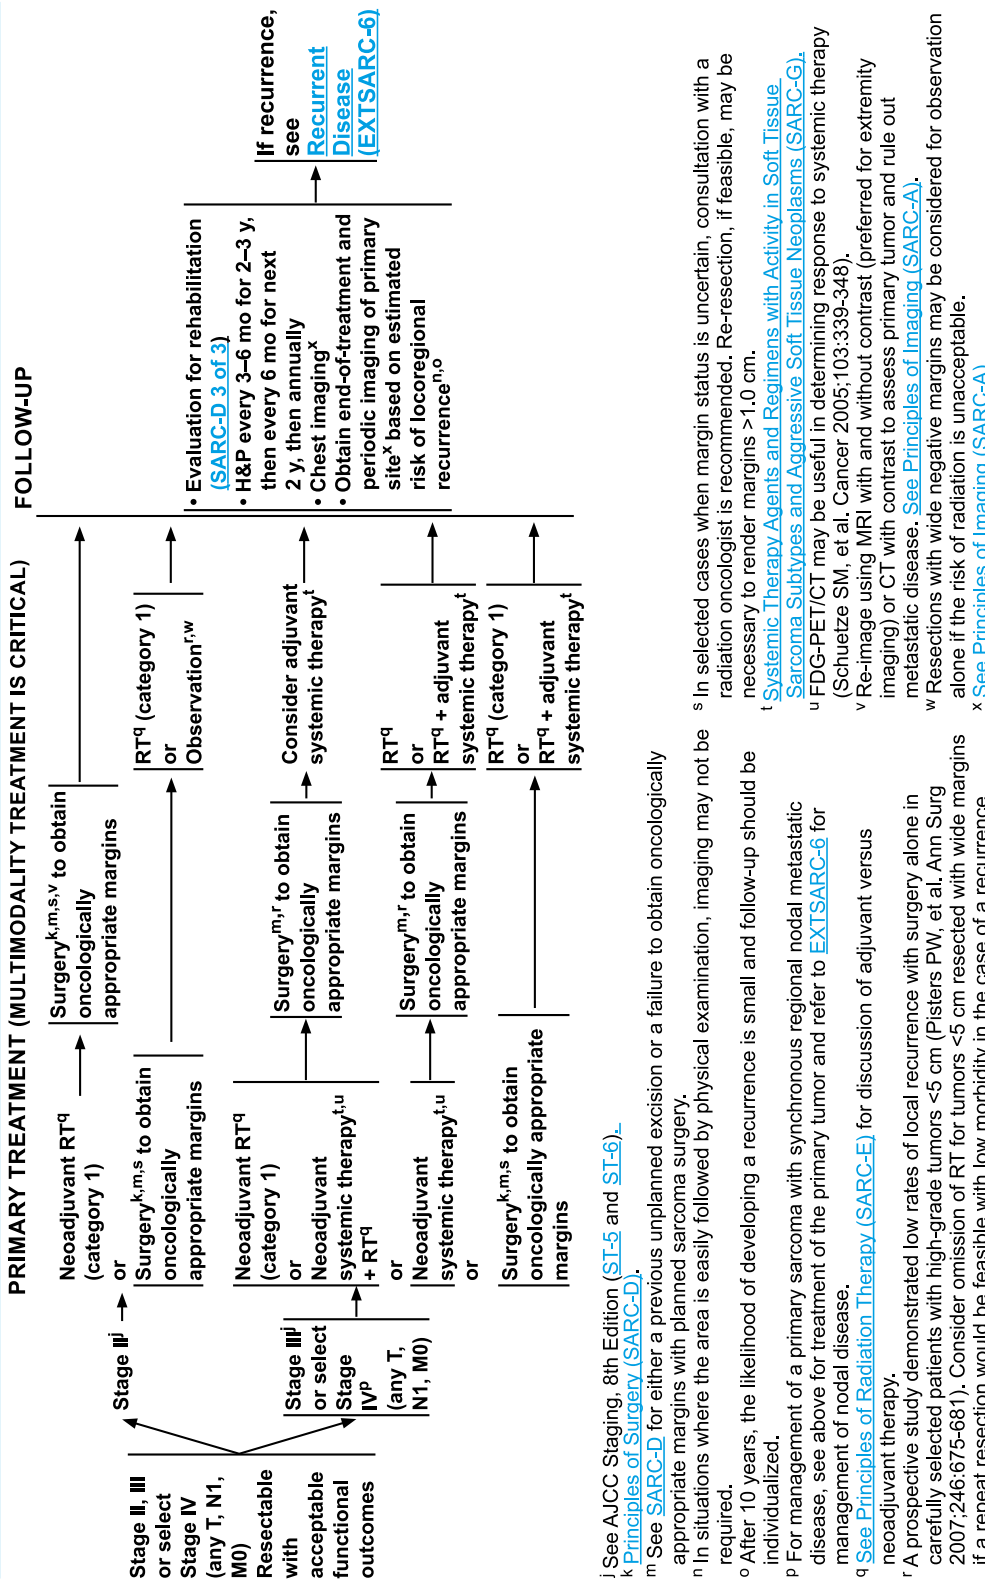 PRIMARY TREATMENT (MULTIMODALITY TREATMENT IS CRITICAL)
FOLLOW-UP
Stage II, III
or select
Stage IV
(any T, N1,
M0)
Resectable
with
acceptable
functional
outcomes
Stage IIj
Neoadjuvant RTq
(category 1)
or
Surgeryk,m,s to obtain
oncologically
appropriate margins
Surgeryk,m,s,v to obtain
oncologically
appropriate margins
RTq (category 1)
or
Observationr,w
Stage IIIj
or select
Stage
IVp
(any T,
N1, M0)
Neoadjuvant RTq
(category 1)
or
Neoadjuvant
systemic therapyt,u
+ RTq
or
Neoadjuvant
systemic therapyt,u
or
Surgeryk,m,s to obtain
oncologically appropriate
margins
Surgerym,r to obtain
oncologically
appropriate margins
Consider adjuvant
systemic therapyt
Surgerym,r to obtain
oncologically
appropriate margins
RTq
or
RTq + adjuvant
systemic therapyt
RTq (category 1)
or
RTq + adjuvant
systemic therapyt
• Evaluation for rehabilitation
(SARC-D 3 of 3)
• H&P every 3–6 mo for 2–3 y,
then every 6 mo for next
2 y, then annually
• Chest imagingx
• Obtain end-of-treatment and
periodic imaging of primary
sitex based on estimated
risk of locoregional
recurrencen,o
If recurrence,
see
Recurrent
Disease
(EXTSARC-6)
j See AJCC Staging, 8th Edition (ST-5 and ST-6).
k Principles of Surgery (SARC-D).
m See SARC-D for either a previous unplanned excision or a failure to obtain oncologically
appropriate margins with planned sarcoma surgery.
n In situations where the area is easily followed by physical examination, imaging may not be
required.
o After 10 years, the likelihood of developing a recurrence is small and follow-up should be
individualized.
p For management of a primary sarcoma with synchronous regional nodal metastatic
disease, see above for treatment of the primary tumor and refer to EXTSARC-6 for
management of nodal disease.
q See Principles of Radiation Therapy (SARC-E) for discussion of adjuvant versus
neoadjuvant therapy.
r A prospective study demonstrated low rates of local recurrence with surgery alone in
carefully selected patients with high-grade tumors <5 cm (Pisters PW, et al. Ann Surg
2007;246:675-681). Consider omission of RT for tumors <5 cm resected with wide margins
if a repeat resection would be feasible with low morbidity in the case of a recurrence
s In selected cases when margin status is uncertain, consultation with a
radiation oncologist is recommended. Re-resection, if feasible, may be
necessary to render margins >1.0 cm.
t Systemic Therapy Agents and Regimens with Activity in Soft Tissue
Sarcoma Subtypes and Aggressive Soft Tissue Neoplasms (SARC-G).
u FDG-PET/CT may be useful in determining response to systemic therapy
(Schuetze SM, et al. Cancer 2005;103:339-348).
v Re-image using MRI with and without contrast (preferred for extremity
imaging) or CT with contrast to assess primary tumor and rule out
metastatic disease. See Principles of Imaging (SARC-A).
w Resections with wide negative margins may be considered for observation
alone if the risk of radiation is unacceptable.
x See Principles of Imaging (SARC-A)